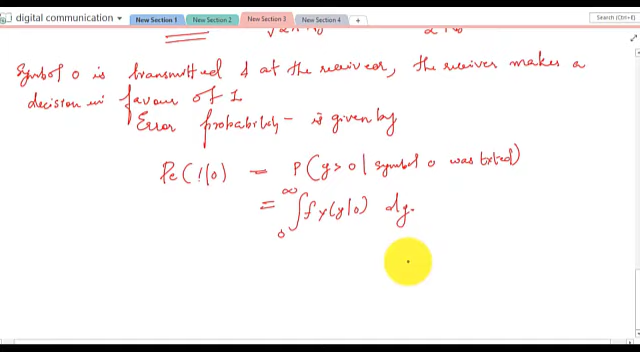 digital communication
New Section 1 New Section 2 New Section 3 New Section 4 +
Search (Ctrl+E)
Symbol 0 is transmitted & at the receiver, the receiver makes a
decision in favour of 1
Error probability – is given by
Pe(1|0) = P(y>0 | symbol 0 was txted)
= ∫₀^∞ fY(y|0) dy.